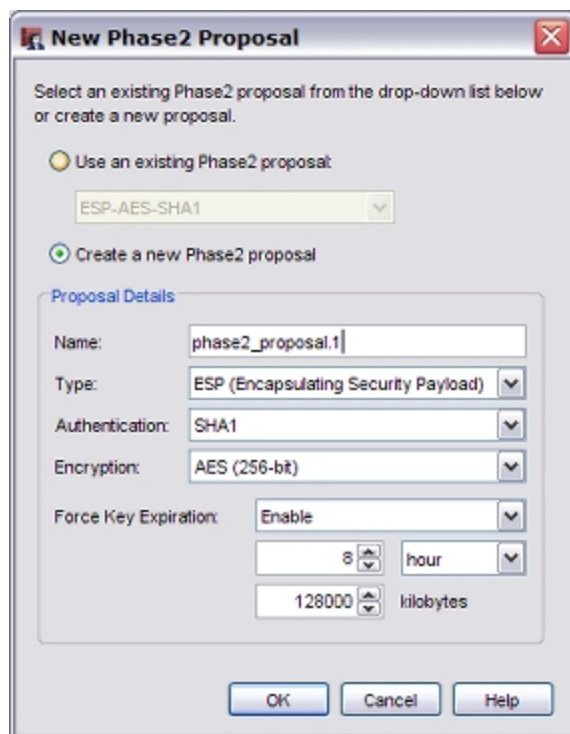 New Phase2 Proposal
Select an existing Phase2 proposal from the drop-down list below
or create a new proposal.
Use an existing Phase2 proposal:
ESP-AES-SHA1
Create a new Phase2 proposal
Proposal Details
Name: phase2_proposal.1
Type: ESP (Encapsulating Security Payload)
Authentication: SHA1
Encryption: AES (256-bit)
Force Key Expiration: Enable
8 hour
128000 kilobytes
OK Cancel Help